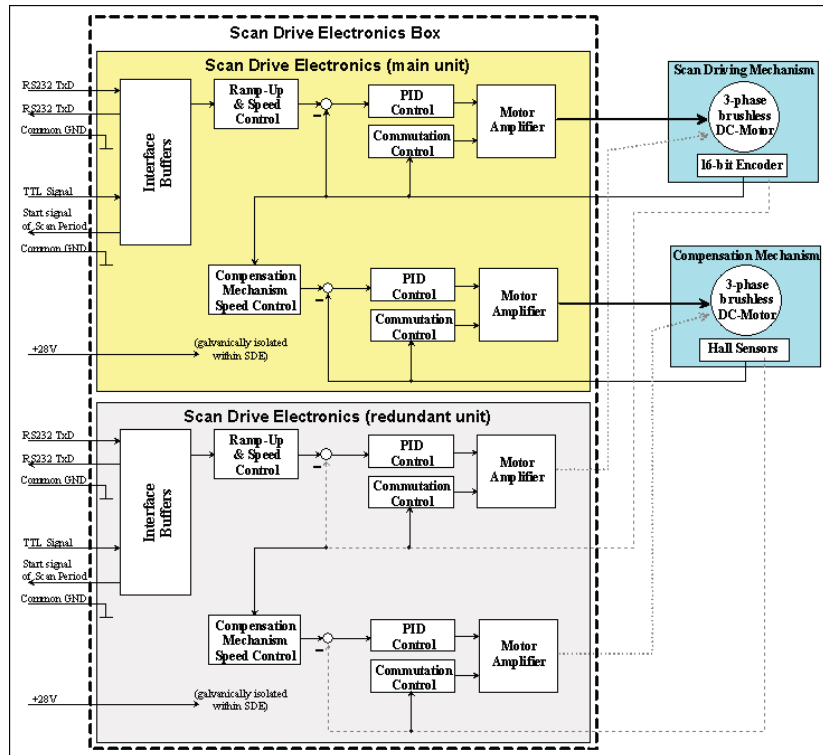 Scan Drive Electronics Box
Scan Drive Electronics (main unit)
RS232 TxD
RS232 TxD
Common GND
TTL Signal
Start signal
of Scan Period
Common GND
+28V
Interface
Buffers
Ramp-Up
& Speed
Control
PID
Control
Commutation
Control
Motor
Amplifier
Compensation
Mechanism
Speed Control
PID
Control
Commutation
Control
Motor
Amplifier
(galvanically isolated
within SDE)
Scan Driving Mechanism
3-phase
brushless
DC-Motor
16-bit Encoder
Compensation Mechanism
3-phase
brushless
DC-Motor
Hall Sensors
Scan Drive Electronics (redundant unit)
RS232 TxD
RS232 TxD
Common GND
TTL Signal
Start signal
of Scan Period
Common GND
+28V
Interface
Buffers
Ramp-Up
& Speed
Control
PID
Control
Commutation
Control
Motor
Amplifier
Compensation
Mechanism
Speed Control
PID
Control
Commutation
Control
Motor
Amplifier
(galvanically isolated
within SDE)